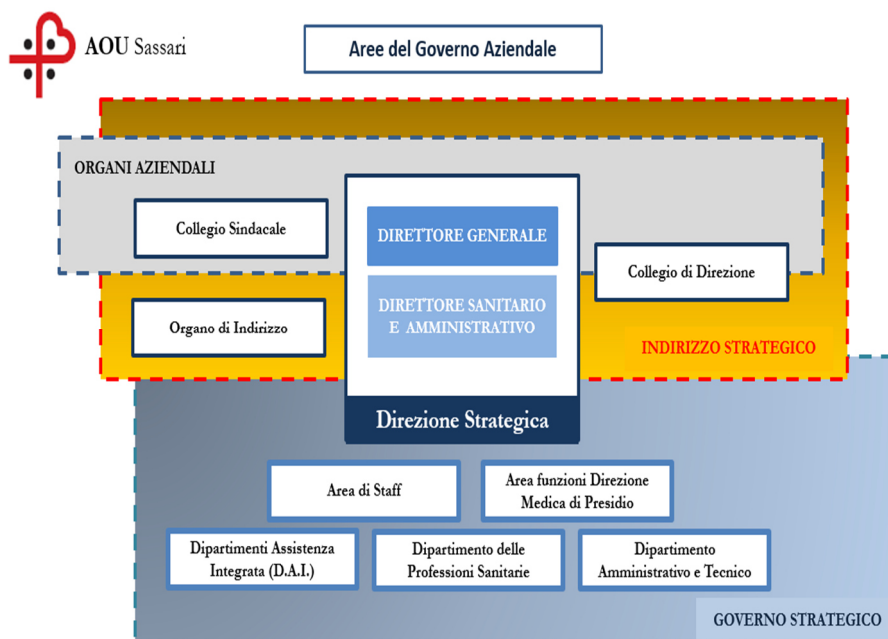 AOU Sassari
Aree del Governo Aziendale
ORGANI AZIENDALI
Collegio Sindacale
DIRETTORE GENERALE
Collegio di Direzione
DIRETTORE SANITARIO
E AMMINISTRATIVO
Organo di Indirizzo
INDIRIZZO STRATEGICO
Direzione Strategica
Area di Staff
Area funzioni Direzione
Medica di Presidio
Dipartimenti Assistenza
Integrata (D.A.I.)
Dipartimento delle
Professioni Sanitarie
Dipartimento
Amministrativo e Tecnico
GOVERNO STRATEGICO